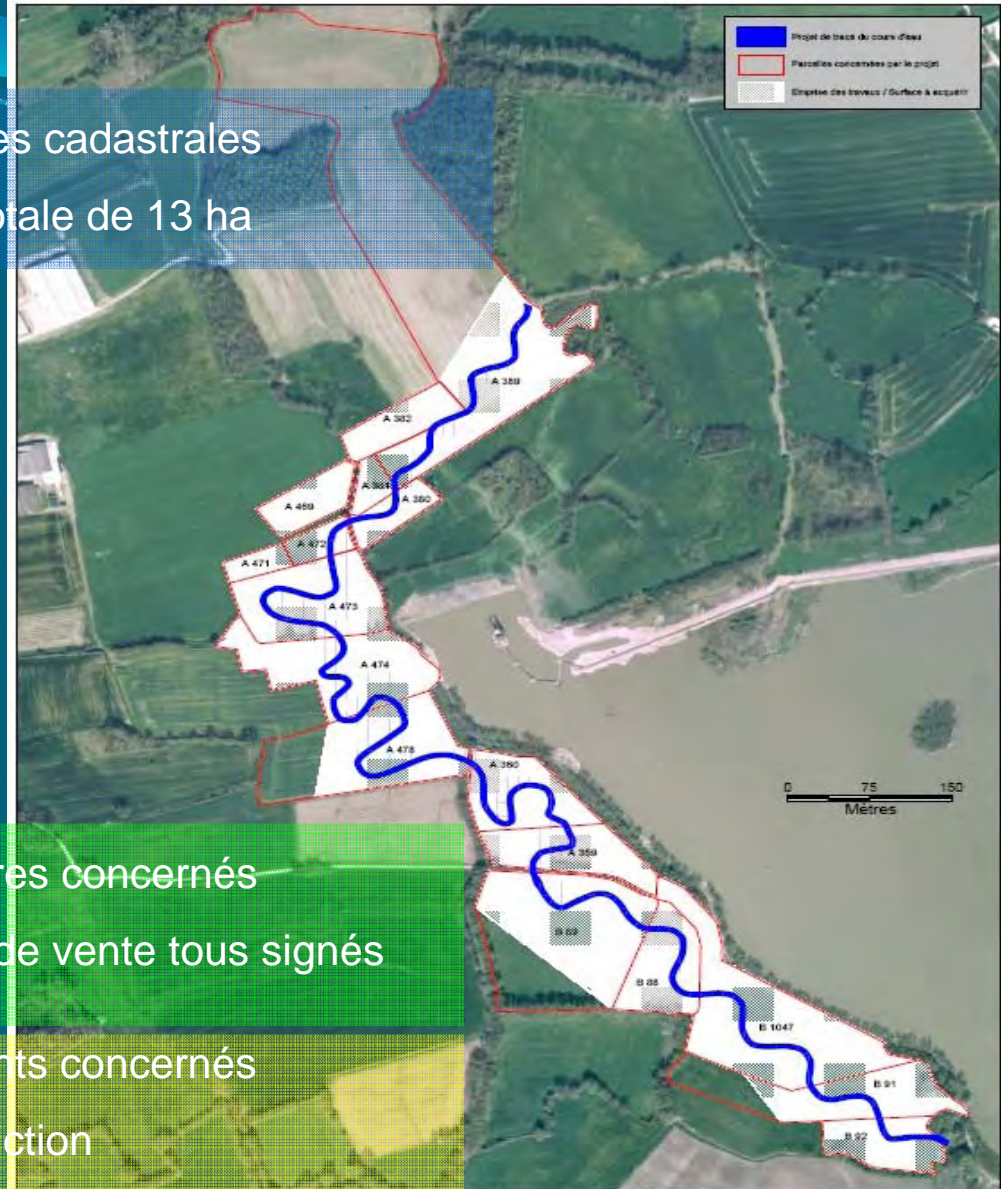 Projet de tracé du cours d'eau
Parcelles concernées par le projet
Emprise des travaux / Surface à acquérir
es cadastrales
otale de 13 ha
A 389
A 382
A 381
A 380
A 469
A 472
A 471
A 473
A 474
A 478
A 360
0 75 150
Mètres
A 359
res concernés
B 89
de vente tous signés
B 88
B 1047
nts concernés
B 91
B 92
ction